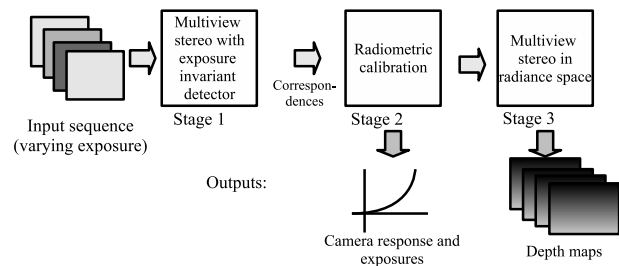 Multiview
stereo with
exposure
invariant
detector
Stage 1
Input sequence
(varying exposure)
Correspon-
dences
Radiometric
calibration
Stage 2
Multiview
stereo in
radiance space
Stage 3
Outputs:
Camera response and
exposures
Depth maps